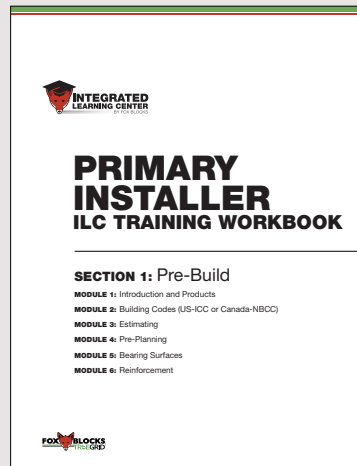 INTEGRATED
LEARNING CENTER
BY FOX BLOCKS
PRIMARY
INSTALLER
ILC TRAINING WORKBOOK
SECTION 1: Pre-Build
MODULE 1: Introduction and Products
MODULE 2: Building Codes (US-ICC or Canada-NBCC)
MODULE 3: Estimating
MODULE 4: Pre-Planning
MODULE 5: Bearing Surfaces
MODULE 6: Reinforcement
FOX BLOCKS
TRUEGRID